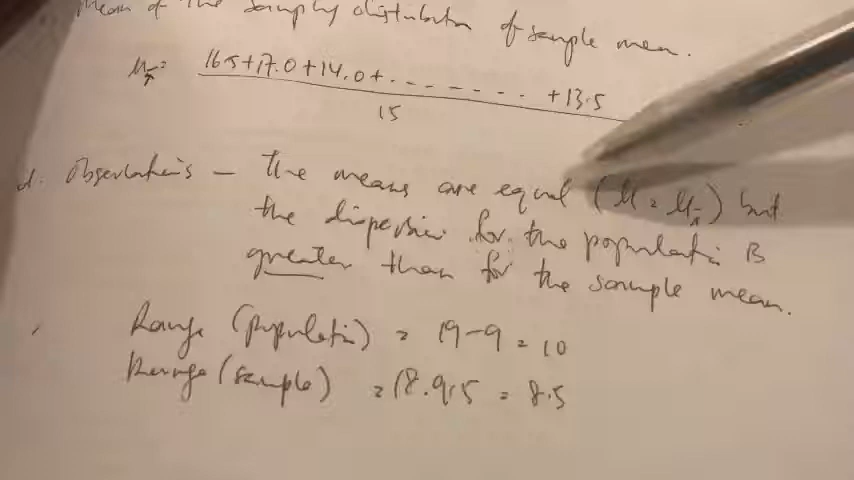 Mean of the sampling distribution of sample mean.
μx̄ = 16.5+17.0+14.0+. - - - - - . . +13.5
15
d. Observations – The means are equal (μ = μx̄) but
the dispersion for the population is
greater than for the sample mean.
Range (population) = 19-9 = 10
Range (sample) = 18.9.5 = 8.5